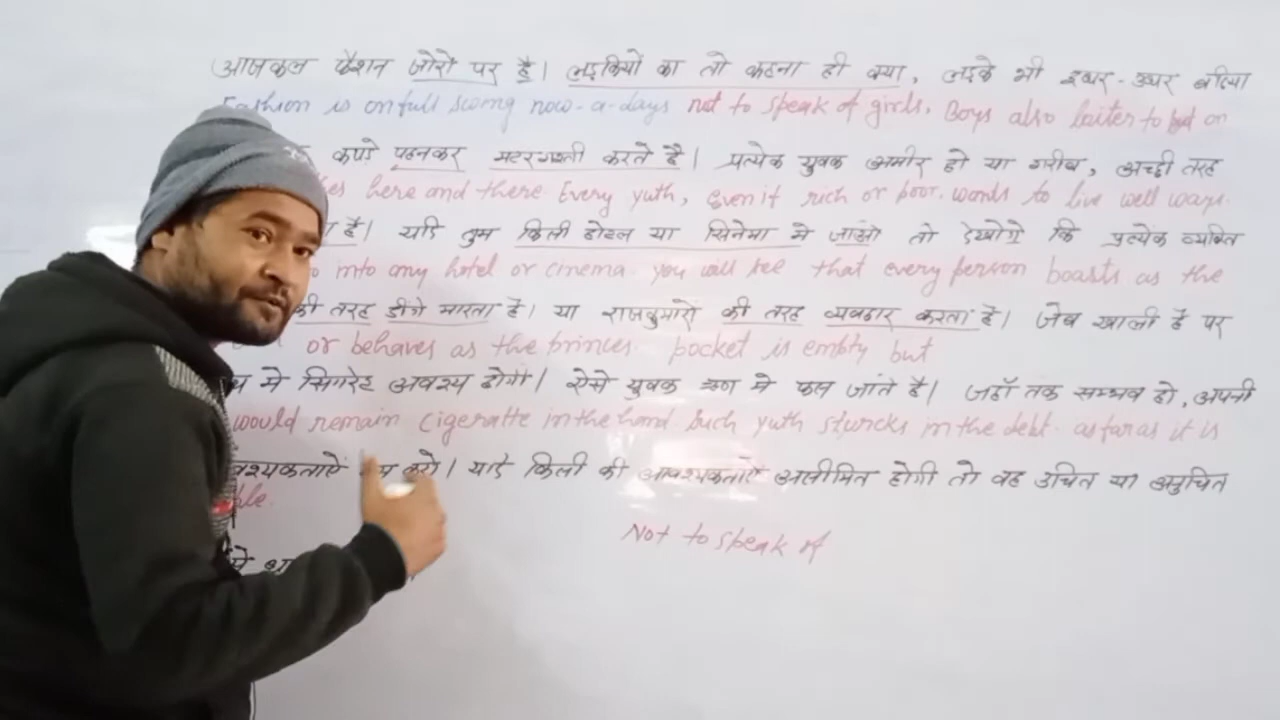 आजकल फैशन जोरो पर है। लड़कियों का तो कहना ही क्या, लड़के भी इधर-उधर बढिया
Fashion is on full swong now-a-days not to speak of girls, Boys also loiter to put on
कपडे पहनकर मटरगश्ती करते है। प्रत्येक युवक अमीर हो या गरीब, अच्छी तरह
here and there. Every yuth, even if rich or poor. wants to live well ways.
है। यदि तुम किसी होटल या सिनेमा मे जाओ तो देखोगे कि प्रत्येक व्यक्ति
into any hotel or cinema. you will see that every person boasts as the
की तरह डींगे मारता है। या राजकुमारो की तरह व्यवहार करता है। जेब खाली है पर
or behaves as the princes. pocket is empty but
मे सिगरेट अवश्य होगी। ऐसे युवक ऋण मे फस जाते है। जहाँ तक सम्भव हो, अपनी
would remain cigeratte in the hand. Such yuth sturcks in the debt. as far as it is
करो। यदि किसी की आवश्यकताऐं असीमित होगी तो वह उचित या अनुचित
Not to speak of